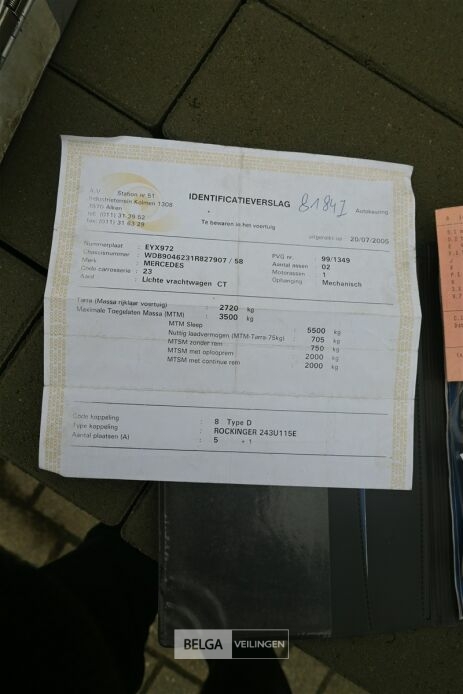 A.V. Station nr 51
Industrieterrein Kolmen 1308
3570 Alken
tel. (011) 31 39 52
fax: (011) 31 63 29
IDENTIFICATIEVERSLAG
81841
Autokeuring
Te bewaren in het voertuig
uitgereikt op : 20/07/2005
Nummerplaat : EYX972
Chassisnummer : WDB9046231R827907 / 58
Merk : MERCEDES
Code carrosserie : 23
Aard : Lichte vrachtwagen CT
PVG nr. : 99/1349
Aantal assen : 02
Motorassen : 1
Ophanging : Mechanisch
Tarra (Massa rijklaar voertuig) : 2720 kg
Maximale Toegelaten Massa (MTM) : 3500 kg
MTM Sleep : 5500 kg
Nuttig laadvermogen (MTM-Tarra-75kg) : 705 kg
MTSM zonder rem : 750 kg
MTSM met oplooprem : 2000 kg
MTSM met continue rem : 2000 kg
Code koppeling : 8 Type D
Type koppeling : ROCKINGER 243U115E
Aantal plaatsen (A) : 5 + 1
BELGA VEILINGEN